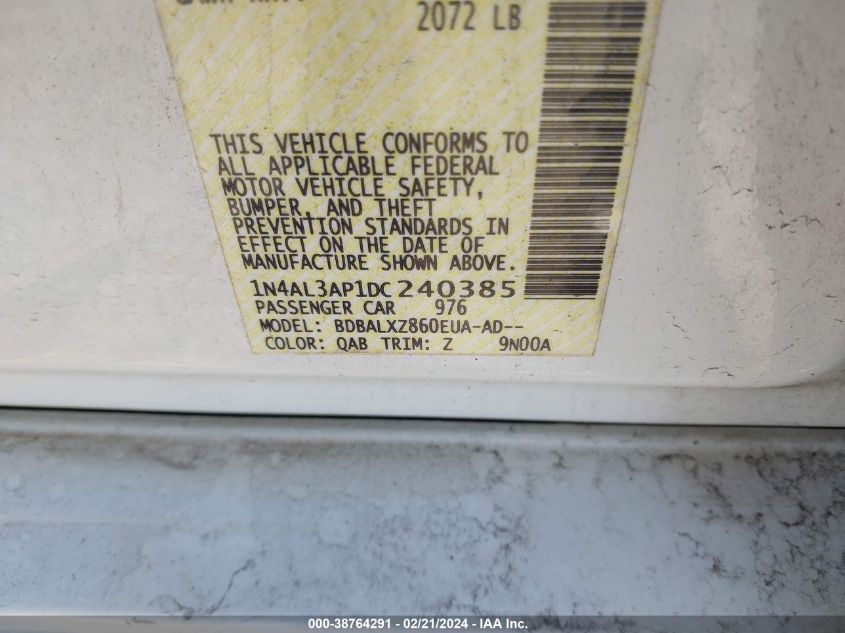 2072 LB
THIS VEHICLE CONFORMS TO
ALL APPLICABLE FEDERAL
MOTOR VEHICLE SAFETY,
BUMPER, AND THEFT
PREVENTION STANDARDS IN
EFFECT ON THE DATE OF
MANUFACTURE SHOWN ABOVE.
1N4AL3AP1DC240385
PASSENGER CAR 976
MODEL: BDBALXZ860EUA-AD--
COLOR: QAB TRIM: Z 9N00A
000-38764291 - 02/21/2024 - IAA Inc.